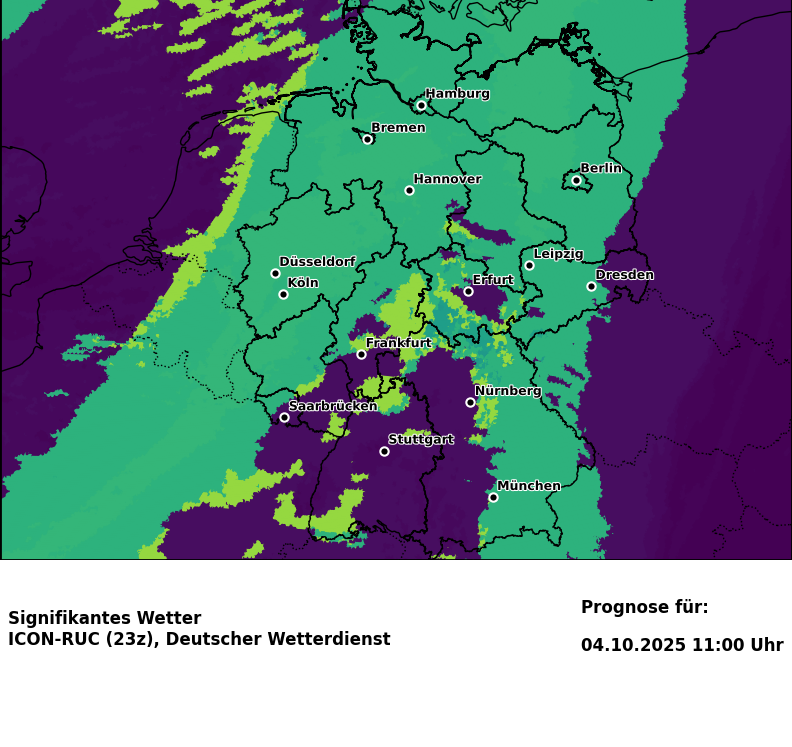 Hamburg
Bremen
Hannover
Berlin
Düsseldorf
Köln
Leipzig
Erfurt
Dresden
Frankfurt
Nürnberg
Saarbrücken
Stuttgart
München
Signifikantes Wetter
ICON-RUC (23z), Deutscher Wetterdienst
Prognose für:
04.10.2025 11:00 Uhr